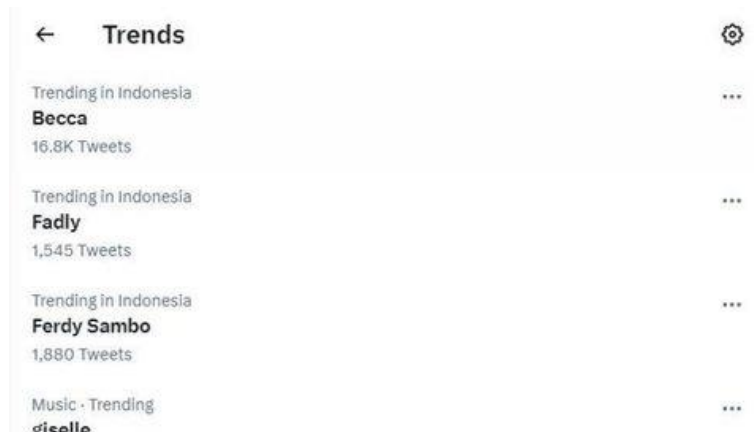 Trends
Trending in Indonesia
Becca
16.8K Tweets
Trending in Indonesia
Fadly
1,545 Tweets
Trending in Indonesia
Ferdy Sambo
1,880 Tweets
Music · Trending
giselle